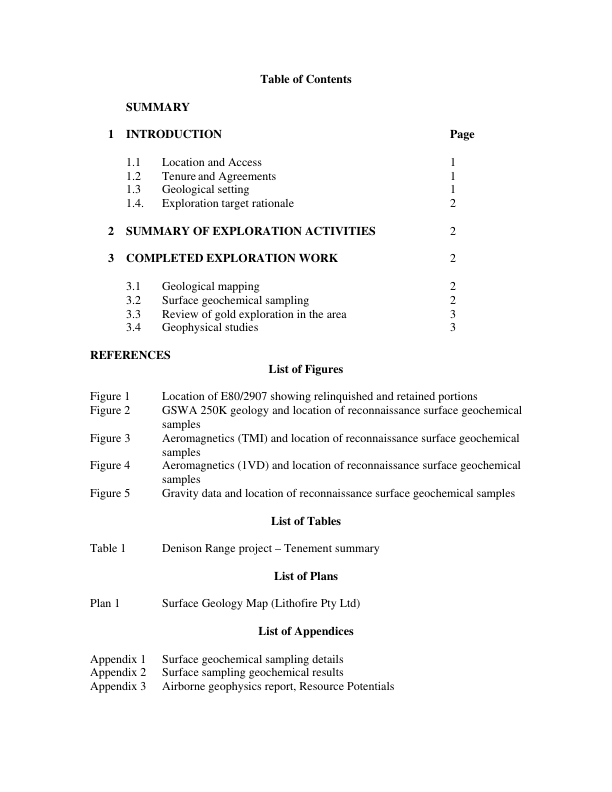 Table of Contents
SUMMARY
1 INTRODUCTION Page
1.1 Location and Access 1
1.2 Tenure and Agreements 1
1.3 Geological setting 1
1.4. Exploration target rationale 2
2 SUMMARY OF EXPLORATION ACTIVITIES 2
3 COMPLETED EXPLORATION WORK 2
3.1 Geological mapping 2
3.2 Surface geochemical sampling 2
3.3 Review of gold exploration in the area 3
3.4 Geophysical studies 3
REFERENCES
List of Figures
Figure 1 Location of E80/2907 showing relinquished and retained portions
Figure 2 GSWA 250K geology and location of reconnaissance surface geochemical
samples
Figure 3 Aeromagnetics (TMI) and location of reconnaissance surface geochemical
samples
Figure 4 Aeromagnetics (1VD) and location of reconnaissance surface geochemical
samples
Figure 5 Gravity data and location of reconnaissance surface geochemical samples
List of Tables
Table 1 Denison Range project – Tenement summary
List of Plans
Plan 1 Surface Geology Map (Lithofire Pty Ltd)
List of Appendices
Appendix 1 Surface geochemical sampling details
Appendix 2 Surface sampling geochemical results
Appendix 3 Airborne geophysics report, Resource Potentials